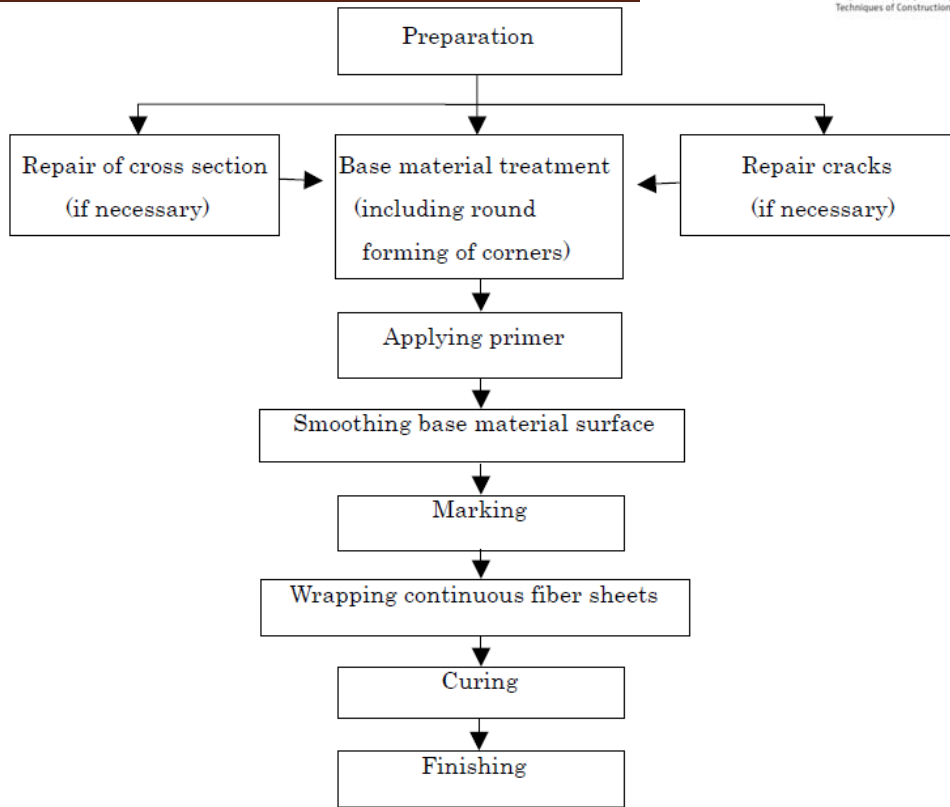 Techniques of Construction
Preparation
Repair of cross section
(if necessary)
Base material treatment
(including round
forming of corners)
Repair cracks
(if necessary)
Applying primer
Smoothing base material surface
Marking
Wrapping continuous fiber sheets
Curing
Finishing